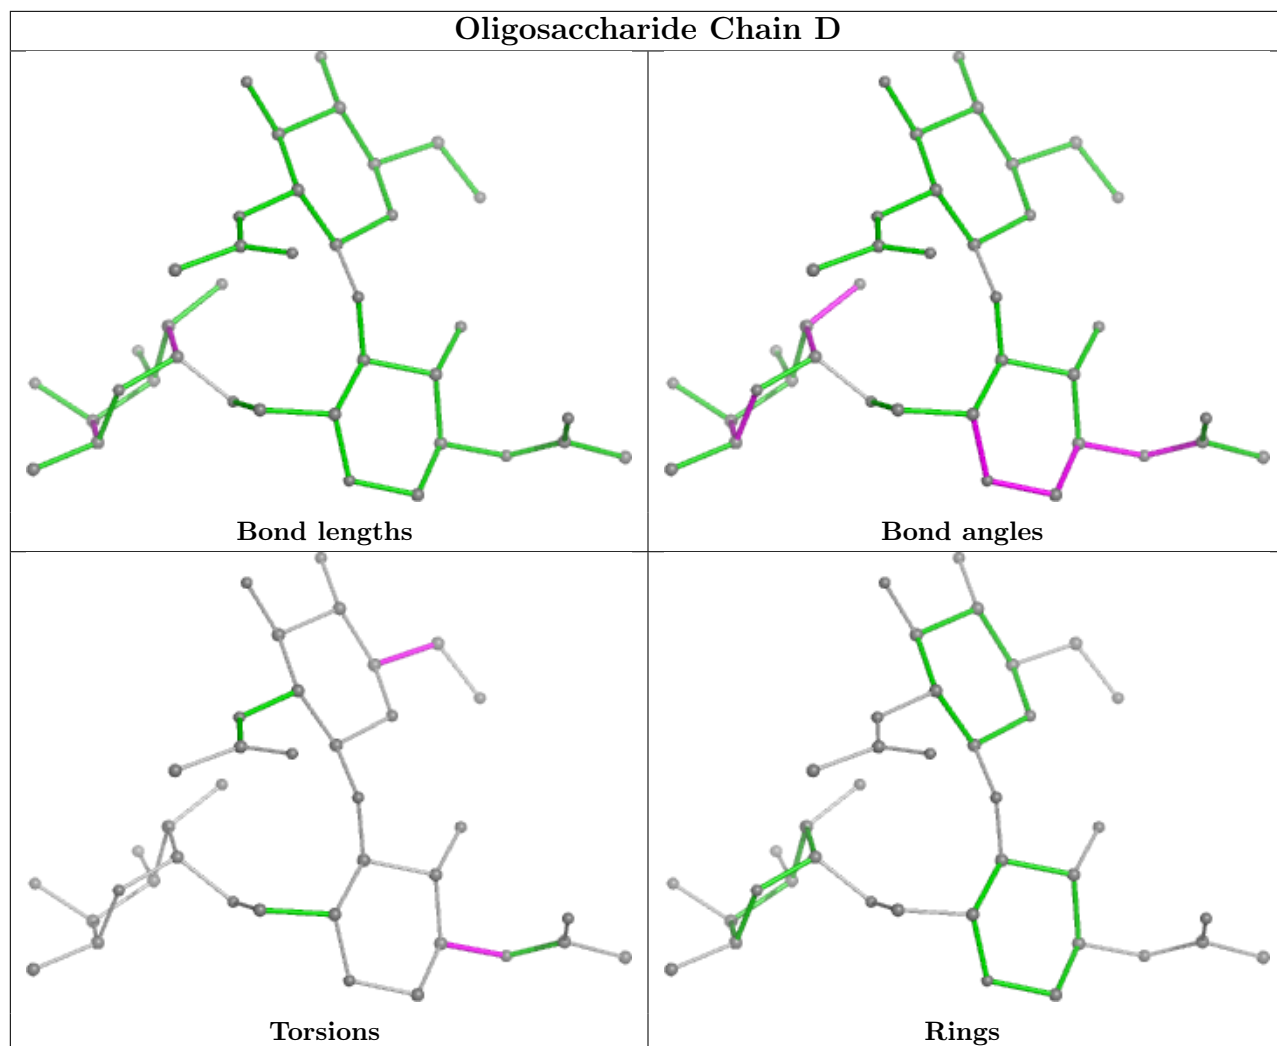 Oligosaccharide Chain D
Bond lengths
Bond angles
Torsions
Rings